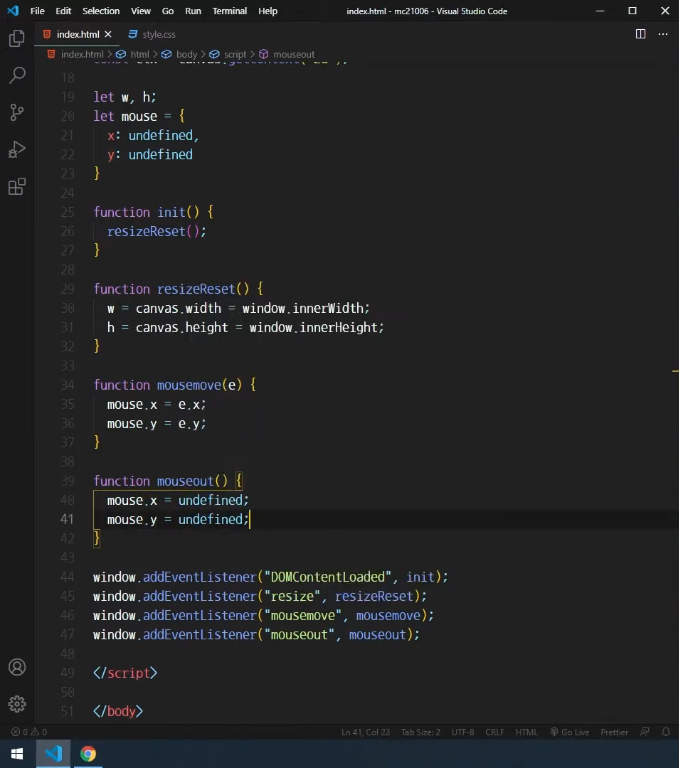 File Edit Selection View Go Run Terminal Help index.html - mc21006 - Visual Studio Code
index.html style.css
index.html > html > body > script > mouseout
18
19 let w, h;
20 let mouse = {
21 x: undefined,
22 y: undefined
23 }
24
25 function init() {
26 resizeReset();
27 }
28
29 function resizeReset() {
30 w = canvas.width = window.innerWidth;
31 h = canvas.height = window.innerHeight;
32 }
33
34 function mousemove(e) {
35 mouse.x = e.x;
36 mouse.y = e.y;
37 }
38
39 function mouseout() {
40 mouse.x = undefined;
41 mouse.y = undefined;
42 }
43
44 window.addEventListener("DOMContentLoaded", init);
45 window.addEventListener("resize", resizeReset);
46 window.addEventListener("mousemove", mousemove);
47 window.addEventListener("mouseout", mouseout);
48
49 </script>
50
51 </body>
0 0 Ln 41, Col 23 Tab Size: 2 UTF-8 CRLF HTML Go Live Prettier